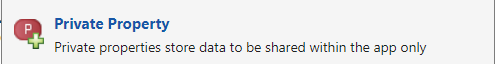 P
Private Property
Private properties store data to be shared within the app only